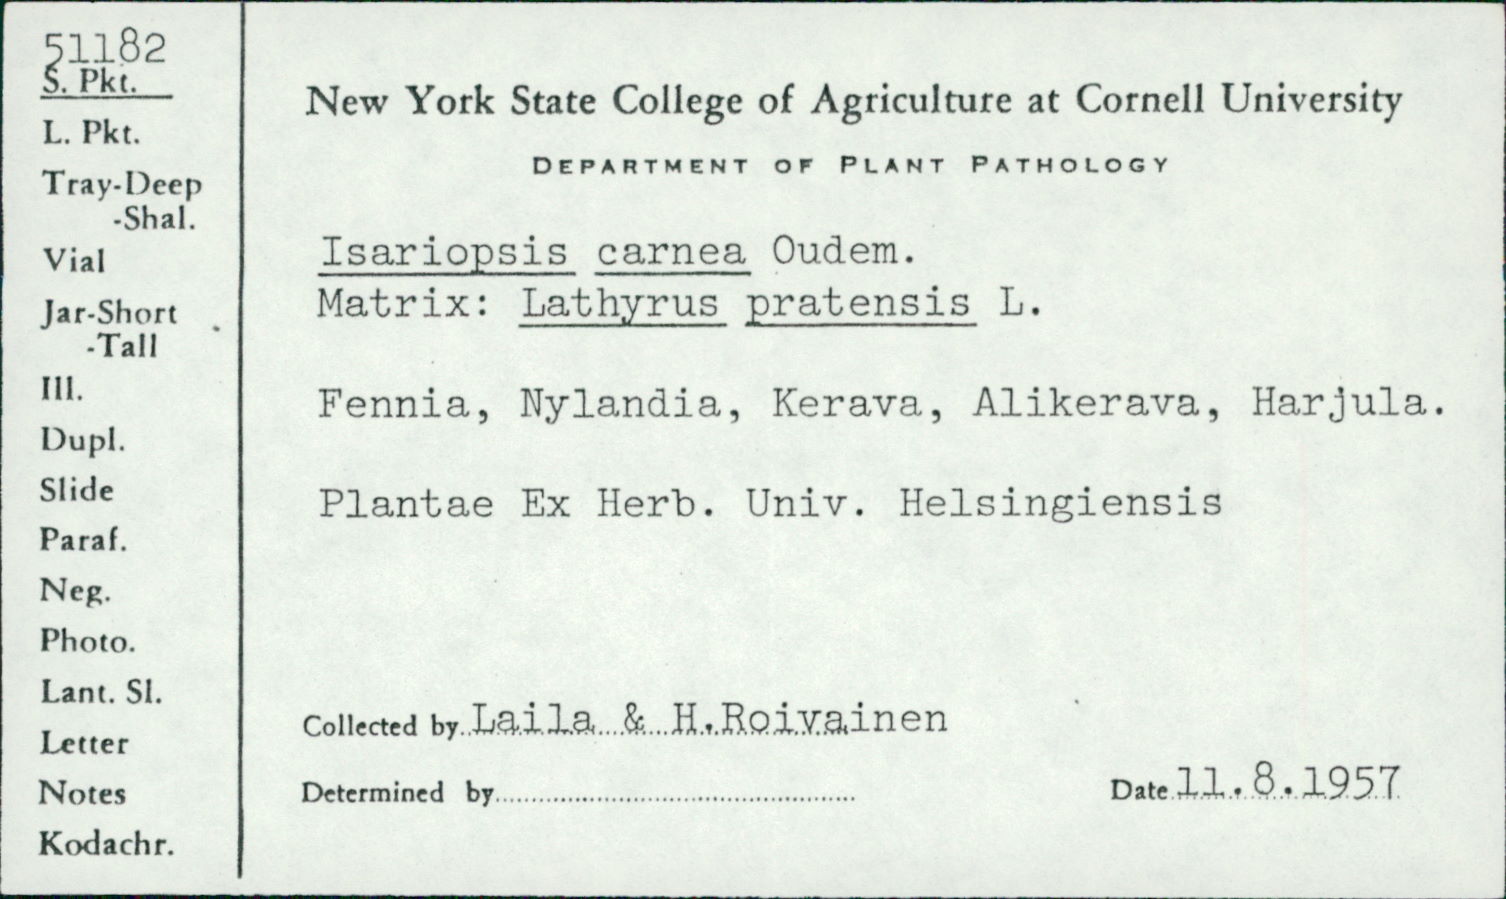 51182
S. Pkt.
L. Pkt.
Tray-Deep
-Shal.
Vial
Jar-Short
-Tall
Ill.
Dupl.
Slide
Paraf.
Neg.
Photo.
Lant. Sl.
Letter
Notes
Kodachr.
New York State College of Agriculture at Cornell University
DEPARTMENT OF PLANT PATHOLOGY
Isariopsis carnea Oudem.
Matrix: Lathyrus pratensis L.
Fennia, Nylandia, Kerava, Alikerava, Harjula.
Plantae Ex Herb. Univ. Helsingiensis
Collected by Laila & H.Roivainen
Determined by
Date 11.8.1957